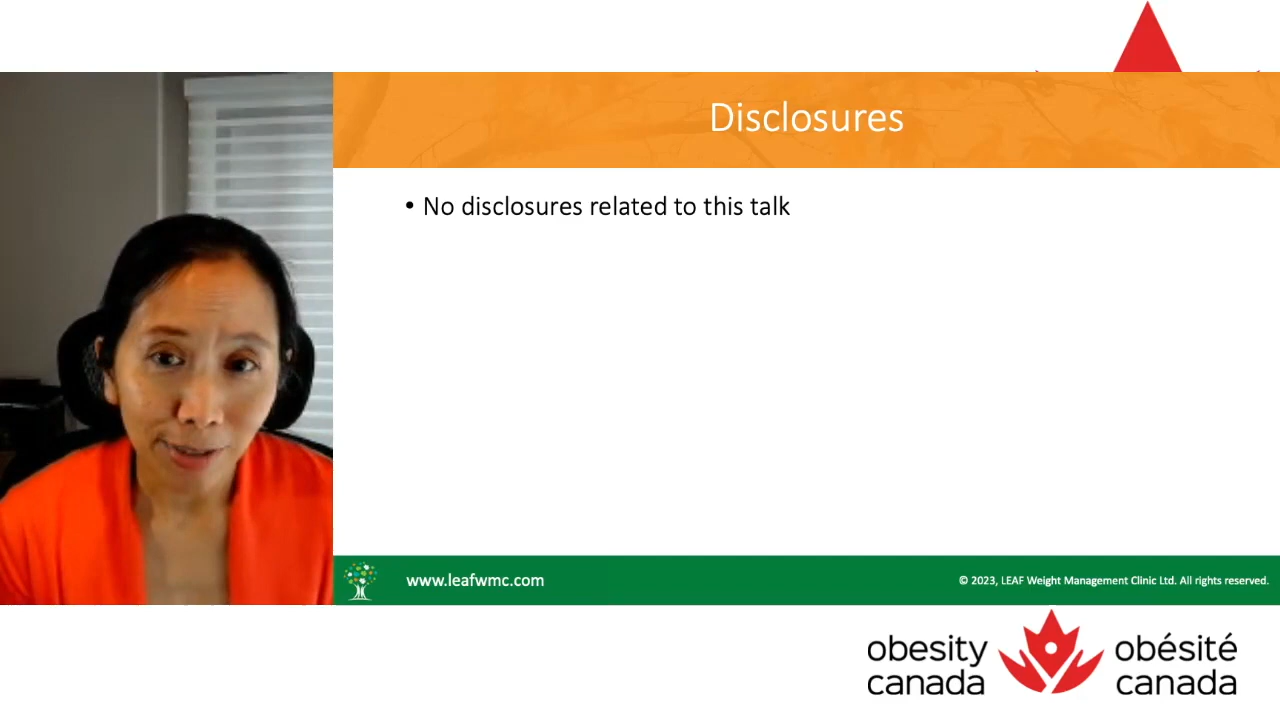 Disclosures
• No disclosures related to this talk
www.leafwmc.com
© 2023, LEAF Weight Management Clinic Ltd. All rights reserved.
obesity canada
obésité canada